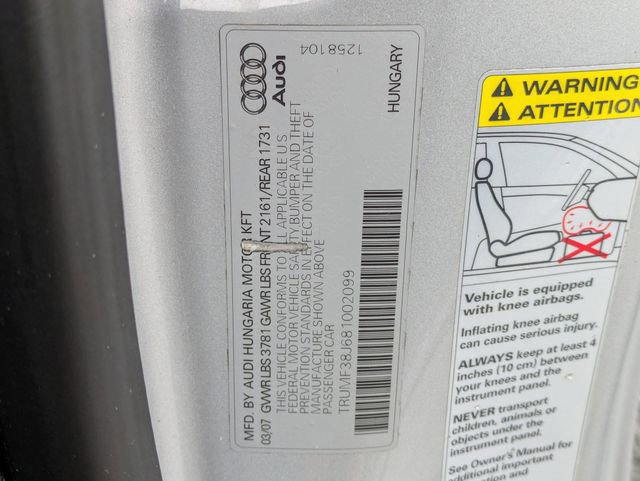 1258104
Audi
HUNGARY
MFD. BY AUDI HUNGARIA MOTOR KFT
03/07 GVWR LBS 3781 GAWR LBS FRONT 2161/REAR 1731
THIS VEHICLE CONFORMS TO ALL APPLICABLE U S
FEDERAL MOTOR VEHICLE SAFETY BUMPER AND THEFT
PREVENTION STANDARDS IN EFFECT ON THE DATE OF
MANUFACTURE SHOWN ABOVE
PASSENGER CAR
TRUMF38J681002099
WARNING
ATTENTION
Vehicle is equipped
with knee airbags.
Inflating knee airbag
can cause serious injury.
ALWAYS keep at least 4
inches (10 cm) between
your knees and the
instrument panel.
NEVER transport
children, animals or
objects under the
instrument panel.
See Owner's Manual for
additional important
information and